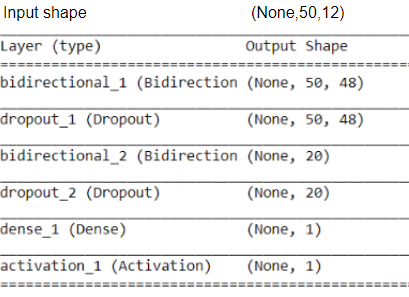 Input shape (None,50,12)
Layer (type) Output Shape
bidirectional_1 (Bidirection (None, 50, 48)
dropout_1 (Dropout) (None, 50, 48)
bidirectional_2 (Bidirection (None, 20)
dropout_2 (Dropout) (None, 20)
dense_1 (Dense) (None, 1)
activation_1 (Activation) (None, 1)